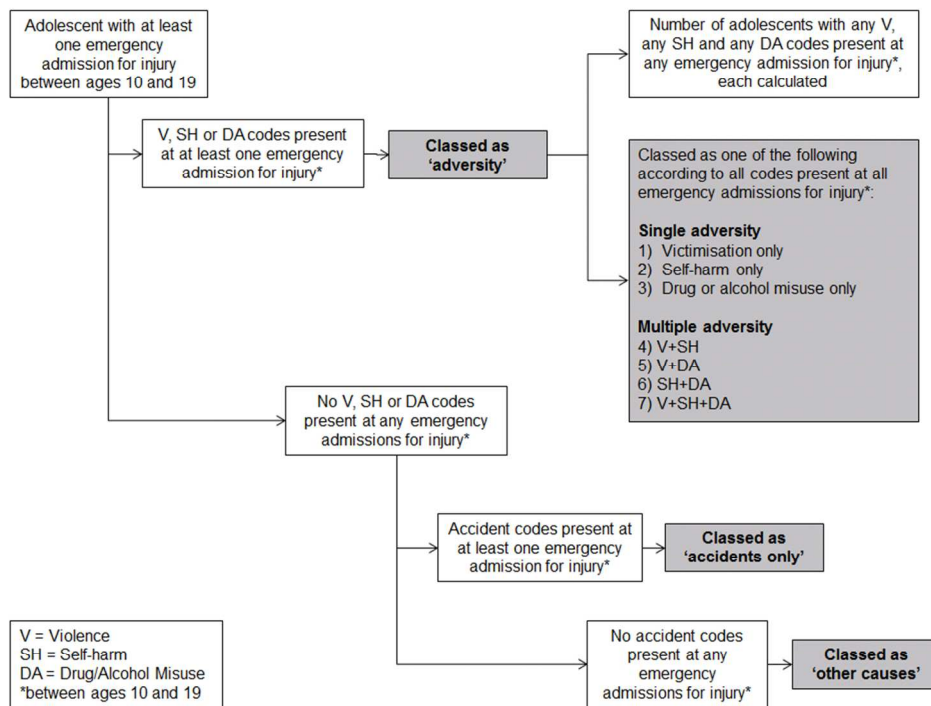 Adolescent with at least
one emergency
admission for injury
between ages 10 and 19
Number of adolescents with any V,
any SH and any DA codes present at
any emergency admission for injury*,
each calculated
V, SH or DA codes present
at at least one emergency
admission for injury*
Classed as
‘adversity’
Classed as one of the following
according to all codes present at all
emergency admissions for injury*:
Single adversity
1) Victimisation only
2) Self-harm only
3) Drug or alcohol misuse only
Multiple adversity
4) V+SH
5) V+DA
6) SH+DA
7) V+SH+DA
No V, SH or DA codes
present at any emergency
admissions for injury*
Accident codes present at
at least one emergency
admission for injury*
Classed as
‘accidents only’
No accident codes
present at any
emergency
admissions for injury*
Classed as
‘other causes’
V = Violence
SH = Self-harm
DA = Drug/Alcohol Misuse
*between ages 10 and 19